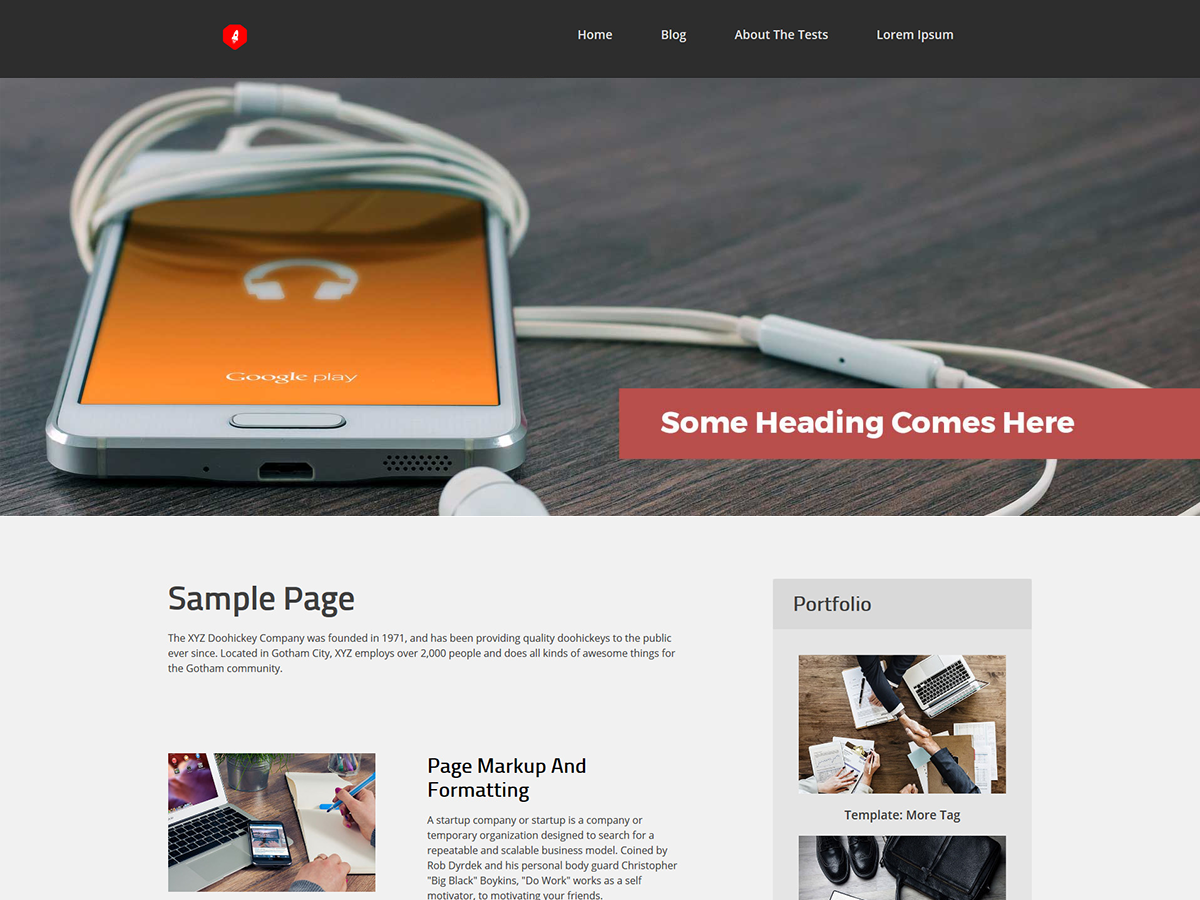 Home Blog About The Tests Lorem Ipsum
Google play
Some Heading Comes Here
Sample Page
The XYZ Doohickey Company was founded in 1971, and has been providing quality doohickeys to the public
ever since. Located in Gotham City, XYZ employs over 2,000 people and does all kinds of awesome things for
the Gotham community.
Page Markup And
Formatting
A startup company or startup is a company or
temporary organization designed to search for a
repeatable and scalable business model. Coined by
Rob Dyrdek and his personal body guard Christopher
"Big Black" Boykins, "Do Work" works as a self
motivator, to motivating your friends.
Portfolio
Template: More Tag